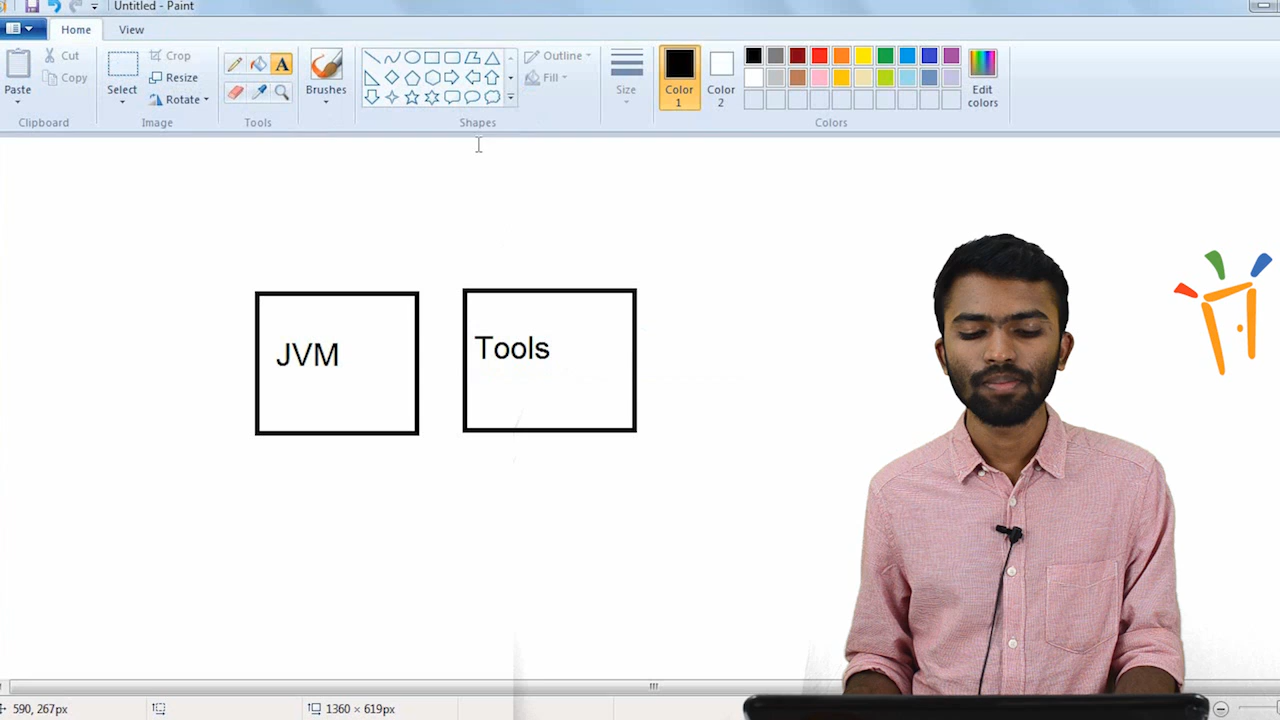 Untitled - Paint
Home
View
Paste
Cut
Copy
Clipboard
Select
Crop
Resize
Rotate
Image
A
Tools
Brushes
Outline
Fill
Shapes
Size
Color
1
Color
2
Edit
colors
Colors
JVM
Tools
590, 267px
1360 × 619px